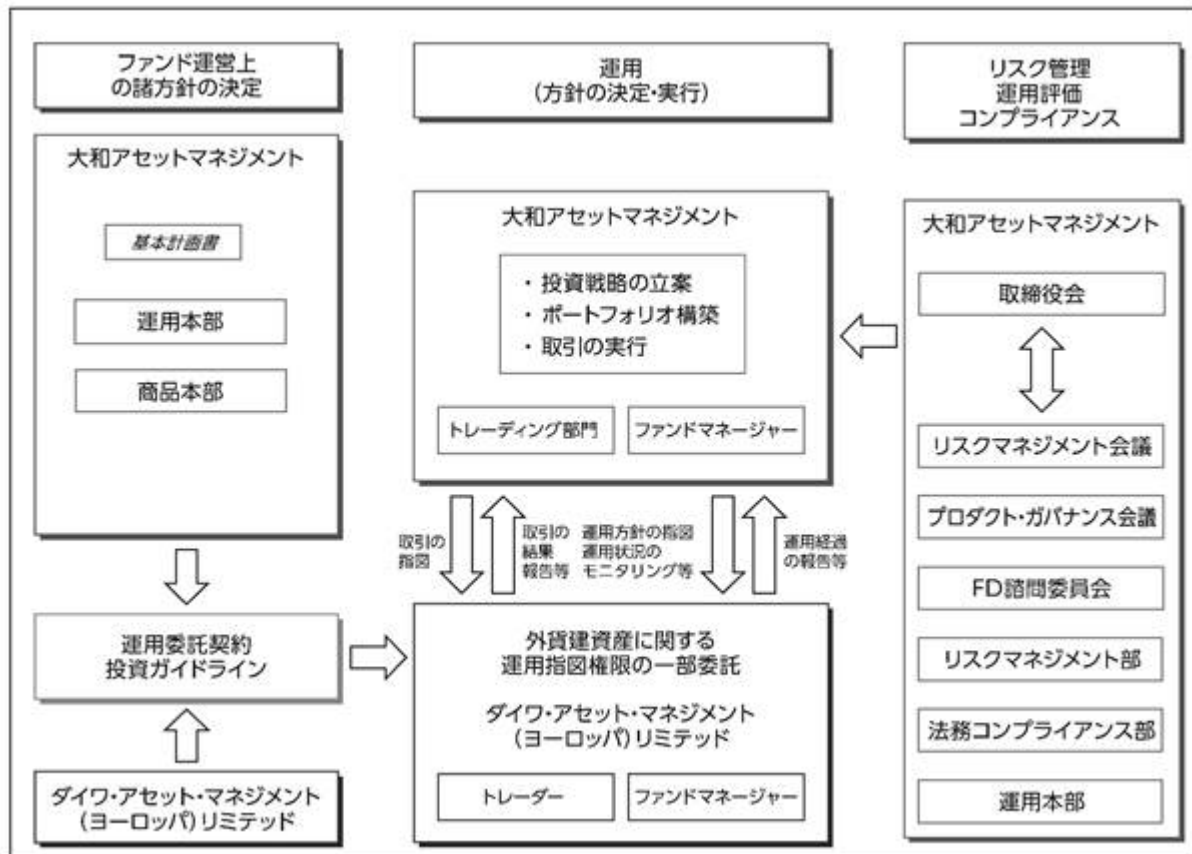 ファンド運営上
の諸方針の決定
大和アセットマネジメント
基本計画書
運用本部
商品本部
運用委託契約
投資ガイドライン
ダイワ・アセット・マネジメント
(ヨーロッパ)リミテッド
運用
(方針の決定・実行)
大和アセットマネジメント
・ 投資戦略の立案
・ ポートフォリオ構築
・ 取引の実行
トレーディング部門
ファンドマネージャー
取引の
指図
取引の
結果
報告等
運用方針の指図
運用状況の
モニタリング等
運用経過
の報告等
外貨建資産に関する
運用指図権限の一部委託
ダイワ・アセット・マネジメント
(ヨーロッパ)リミテッド
トレーダー
ファンドマネージャー
リスク管理
運用評価
コンプライアンス
大和アセットマネジメント
取締役会
リスクマネジメント会議
プロダクト・ガバナンス会議
FD諮問委員会
リスクマネジメント部
法務コンプライアンス部
運用本部